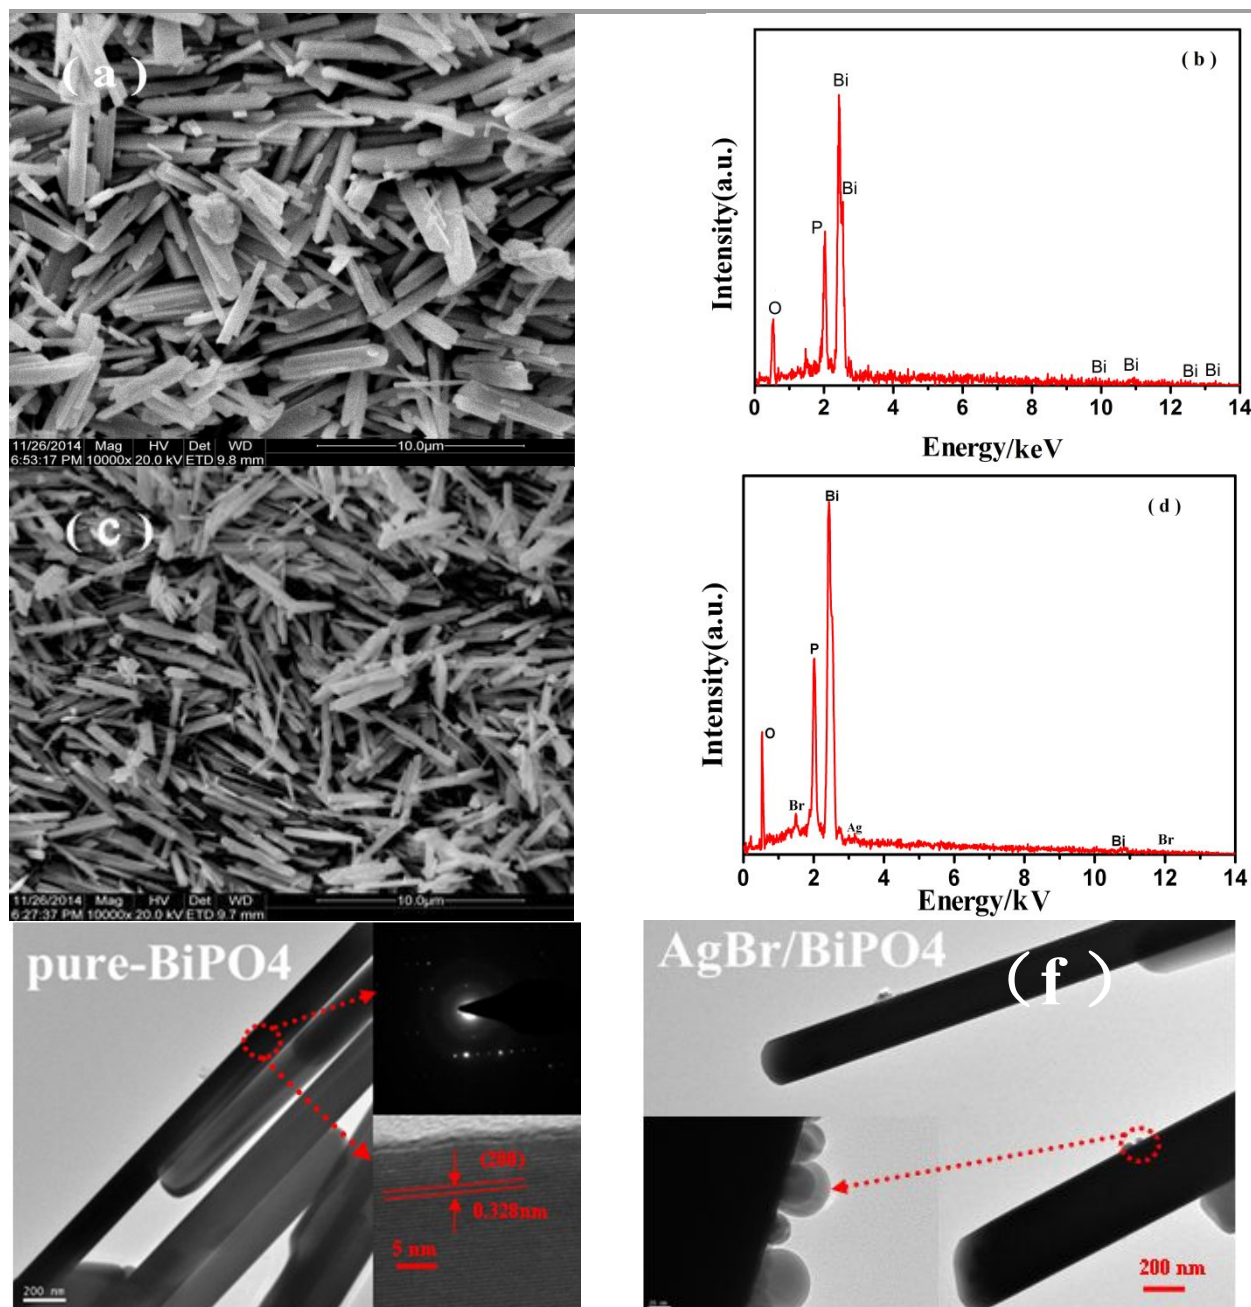 ( a )
11/26/2014 Mag HV Det WD 10.0µm
6:53:17 PM 10000x 20.0 kV ETD 9.8 mm
( b )
Bi
Bi
P
O
Bi Bi Bi Bi
Intensity(a.u.)
0 2 4 6 8 10 12 14
Energy/keV
( c )
11/26/2014 Mag HV Det WD 10.0µm
6:27:37 PM 10000x 20.0 kV ETD 9.7 mm
( d )
Bi
P
O
Br
Ag
Bi Br
Intensity(a.u.)
0 2 4 6 8 10 12 14
Energy/kV
pure-BiPO4
(200)
0.328nm
5 nm
200 nm
AgBr/BiPO4
( f )
200 nm